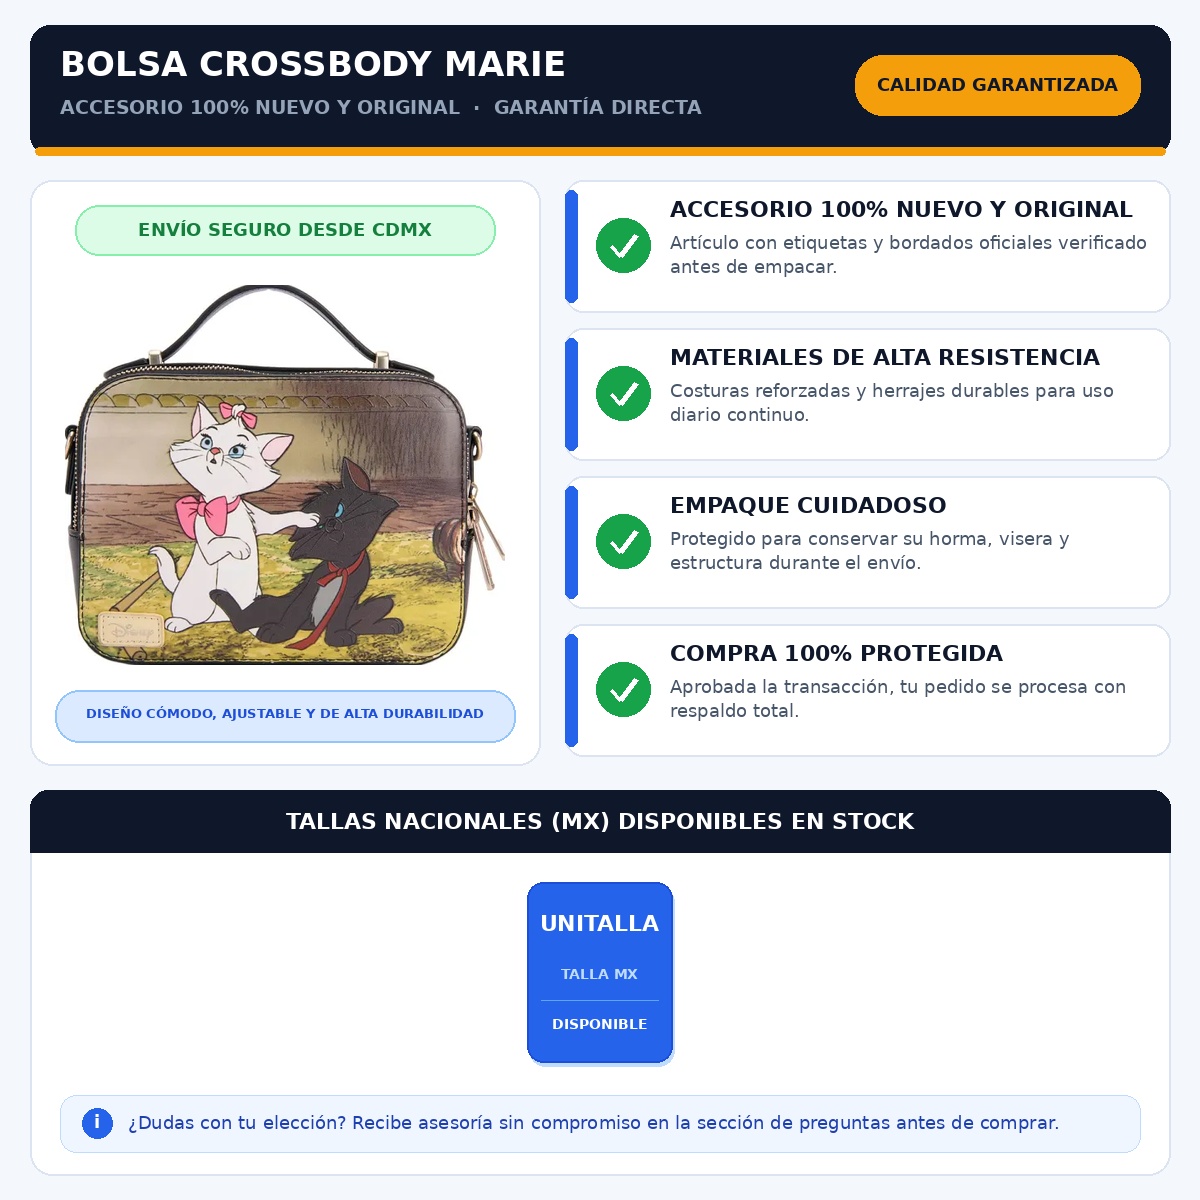 BOLSA CROSSBODY MARIE
ACCESORIO 100% NUEVO Y ORIGINAL · GARANTÍA DIRECTA
CALIDAD GARANTIZADA
ENVÍO SEGURO DESDE CDMX
Disney
DISEÑO CÓMODO, AJUSTABLE Y DE ALTA DURABILIDAD
ACCESORIO 100% NUEVO Y ORIGINAL
Artículo con etiquetas y bordados oficiales verificado
antes de empacar.
MATERIALES DE ALTA RESISTENCIA
Costuras reforzadas y herrajes durables para uso
diario continuo.
EMPAQUE CUIDADOSO
Protegido para conservar su horma, visera y
estructura durante el envío.
COMPRA 100% PROTEGIDA
Aprobada la transacción, tu pedido se procesa con
respaldo total.
TALLAS NACIONALES (MX) DISPONIBLES EN STOCK
UNITALLA
TALLA MX
DISPONIBLE
i
¿Dudas con tu elección? Recibe asesoría sin compromiso en la sección de preguntas antes de comprar.